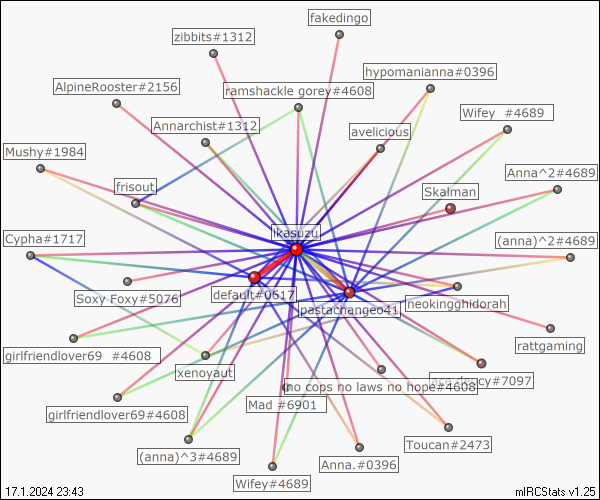 fakedingo
zibbits#1312
hypomanianna#0396
AlpineRooster#2156
ramshackle gorey#4608
Wifey #4689
Annarchist#1312
avelicious
Mushy#1984
Anna^2#4689
frisout
Skalman
ikasuzu
Cypha#1717
(anna)^2#4689
default#0617
Soxy Foxy#5076
neokingghidorah
pastachangeo41
rattgaming
girlfriendlover69 #4608
xenoyaut
no cops no laws no hope#4608
#7097
Mad #6901
girlfriendlover69#4608
Toucan#2473
(anna)^3#4689
Anna.#0396
Wifey#4689
17.1.2024 23:43
mIRCStats v1.25